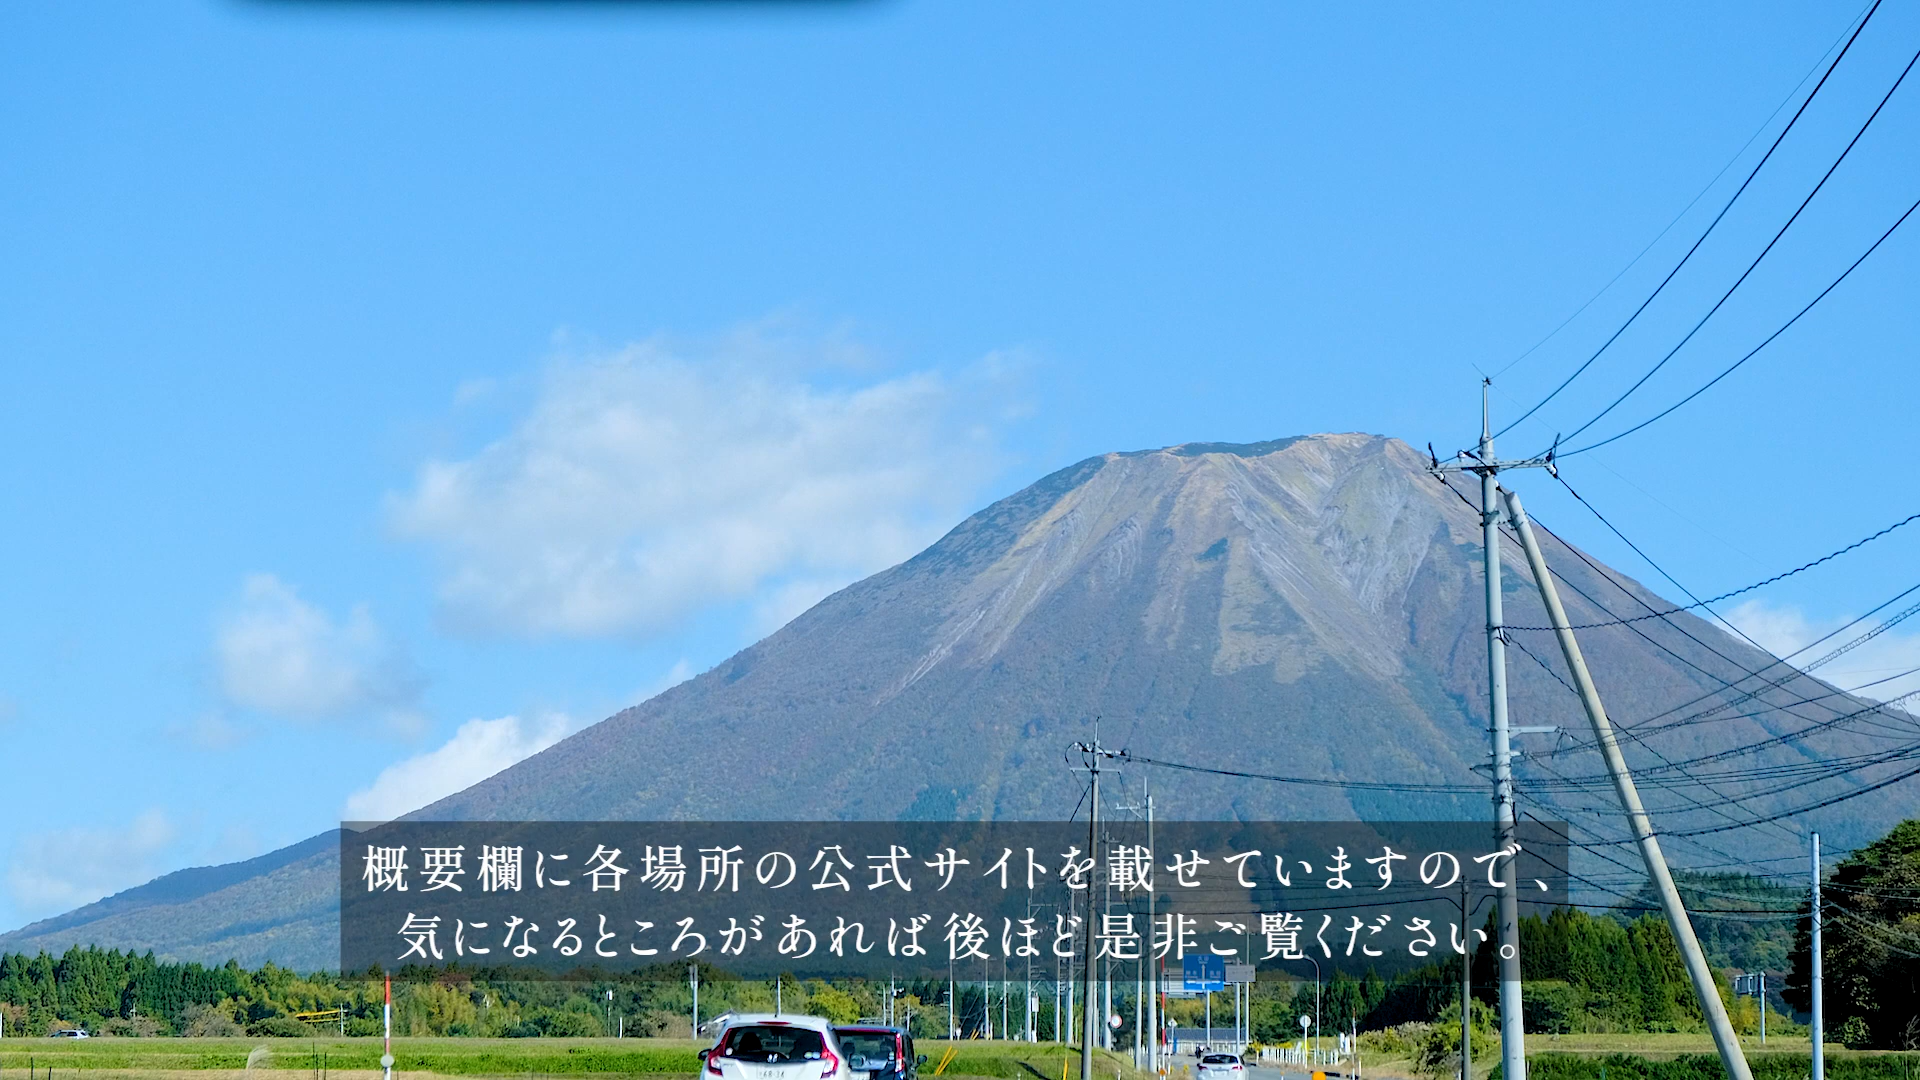 概要欄に各場所の公式サイトを載せていますので、
気になるところがあれば後ほど是非ご覧ください。